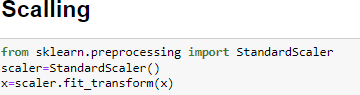 Scalling
from sklearn.preprocessing import StandardScaler
scaler=StandardScaler()
x=scaler.fit_transform(x)